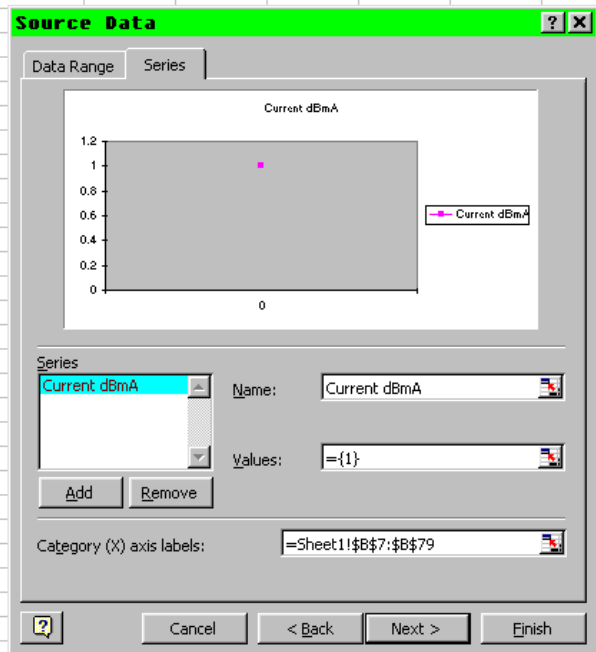 Source Data
Data Range Series
Current dBmA
1.2
1
0.8
0.6
0.4
0.2
0
0
Current dBmA
Series
Current dBmA
Name: Current dBmA
Values: ={1}
Add Remove
Category (X) axis labels: =Sheet1!$B$7:$B$79
Cancel < Back Next > Finish